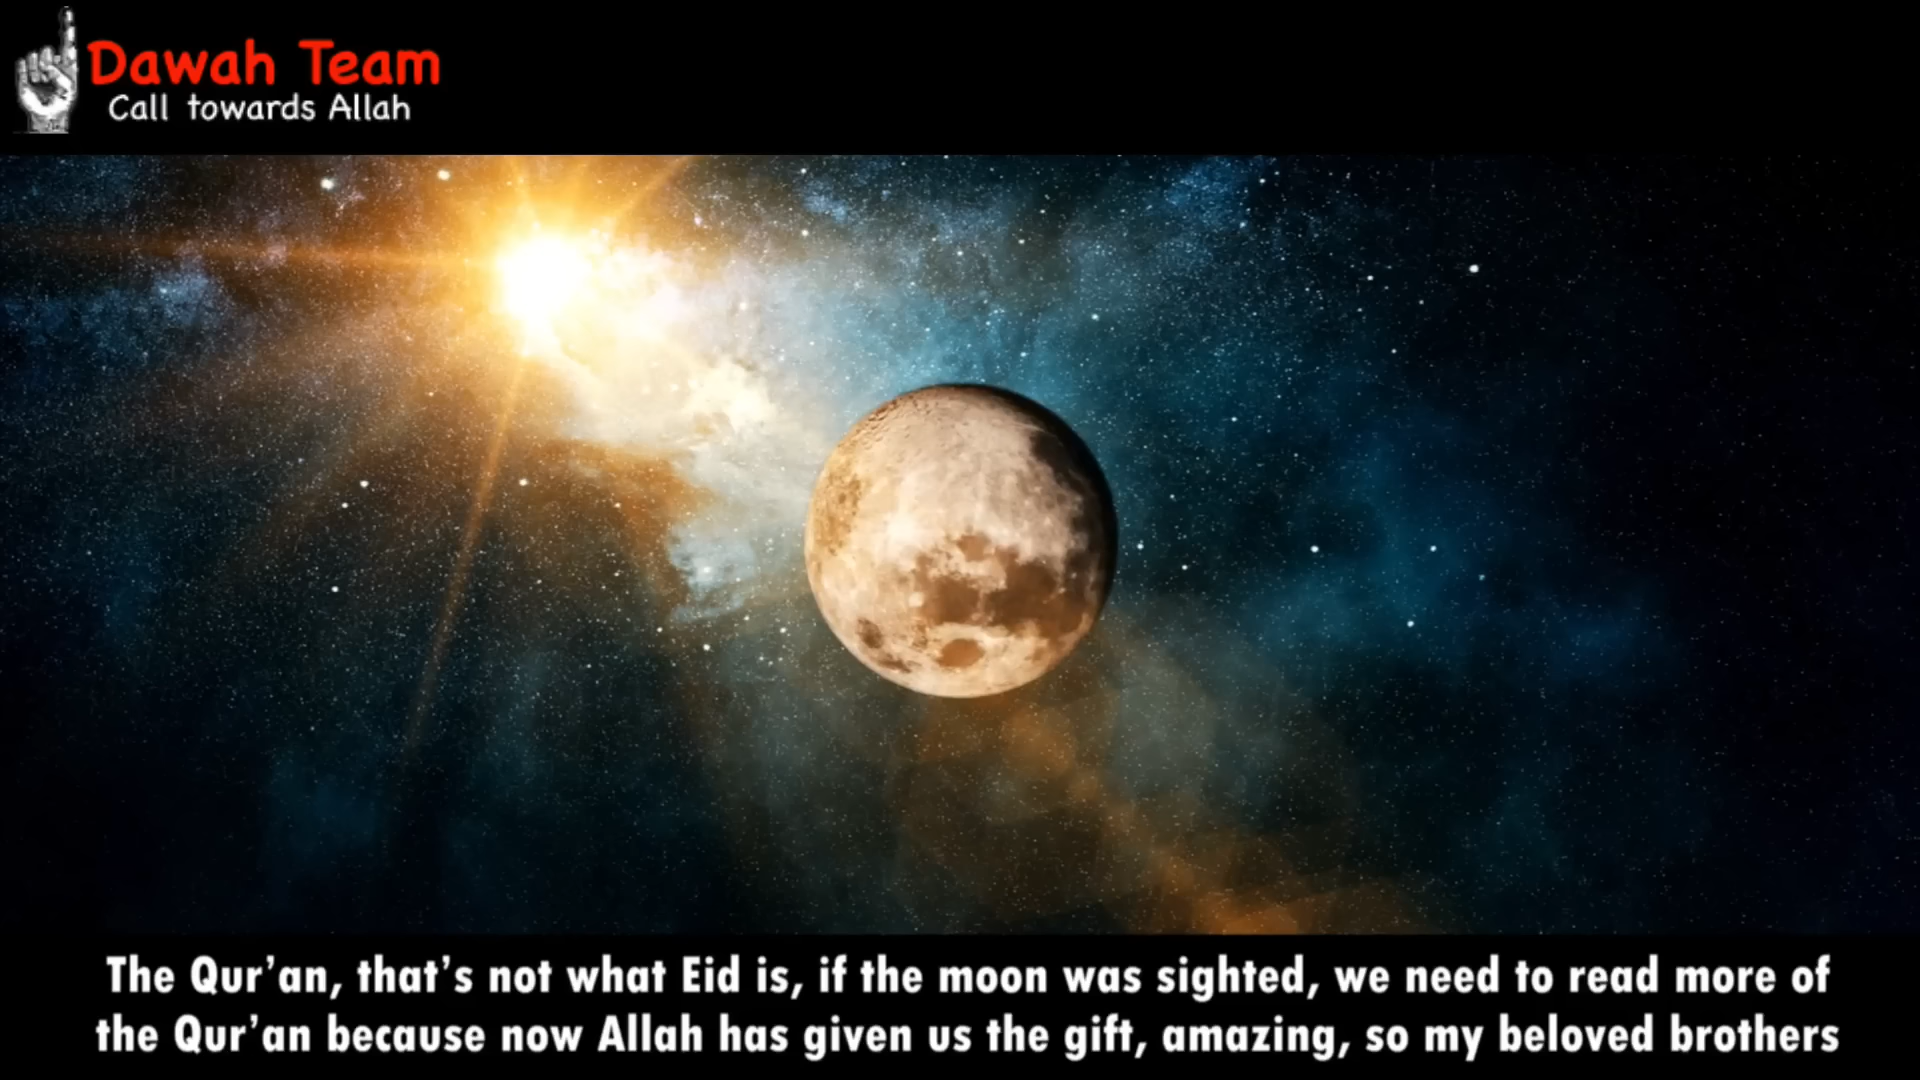 Dawah Team
Call towards Allah
The Qur’an, that’s not what Eid is, if the moon was sighted, we need to read more of
the Qur’an because now Allah has given us the gift, amazing, so my beloved brothers